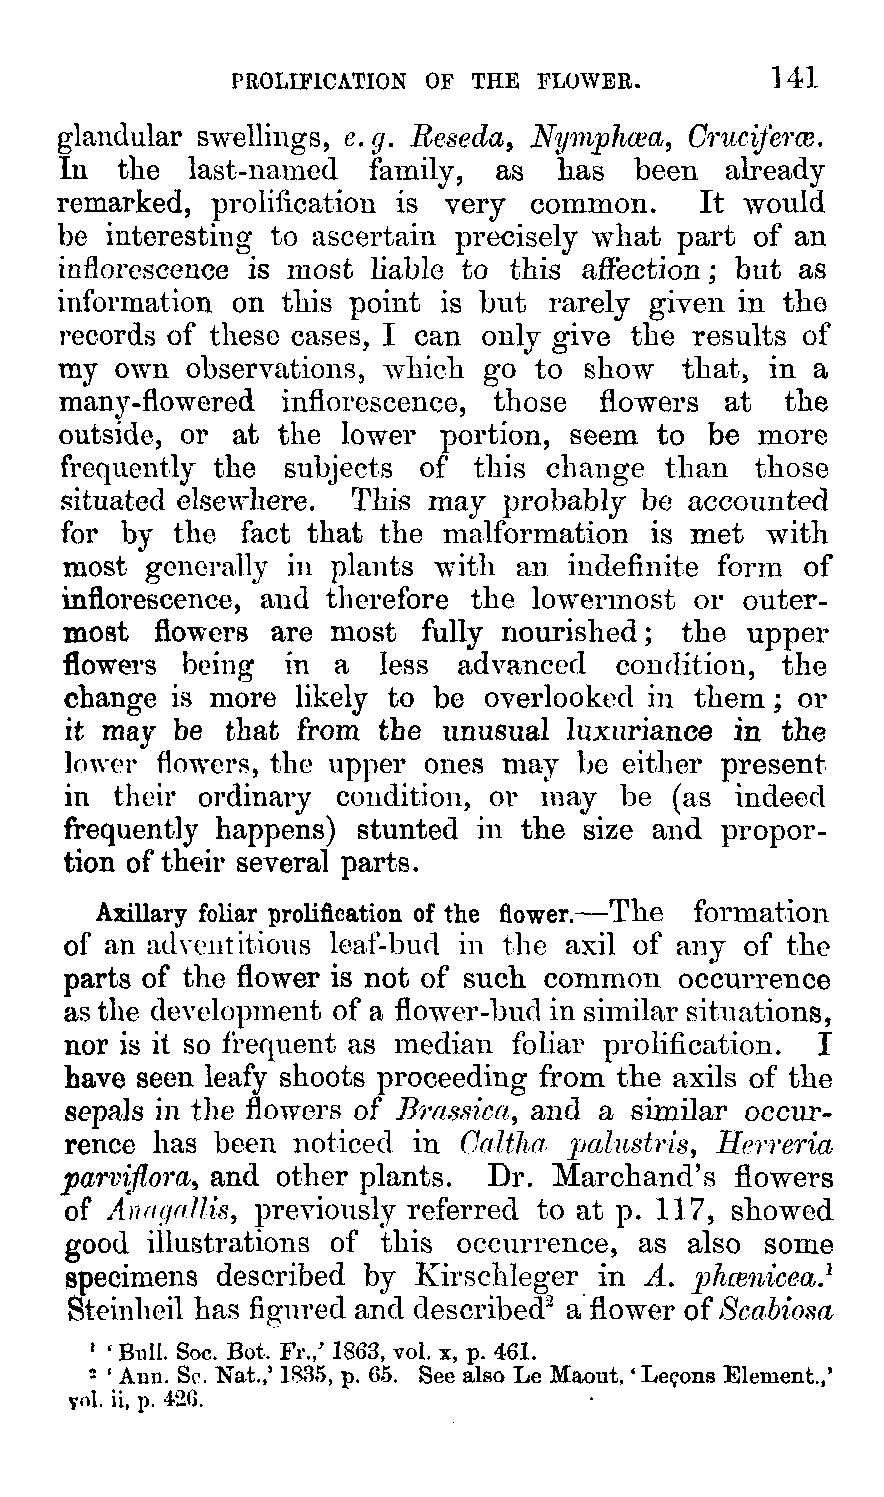 PROLIFICATION OF THE FLOWER. 141
glandular swellings, e. g. Reseda, Nymphœa, Cruciferæ.
In the last-named family, as has been already
remarked, prolification is very common. It would
be interesting to ascertain precisely what part of an
inflorescence is most liable to this affection; but as
information on this point is but rarely given in the
records of these cases, I can only give the results of
my own observations, which go to show that, in a
many-flowered inflorescence, those flowers at the
outside, or at the lower portion, seem to be more
frequently the subjects of this change than those
situated elsewhere. This may probably be accounted
for by the fact that the malformation is met with
most generally in plants with an indefinite form of
inflorescence, and therefore the lowermost or outer-
most flowers are most fully nourished; the upper
flowers being in a less advanced condition, the
change is more likely to be overlooked in them; or
it may be that from the unusual luxuriance in the
lower flowers, the upper ones may be either present
in their ordinary condition, or may be (as indeed
frequently happens) stunted in the size and propor-
tion of their several parts.
Axillary foliar prolification of the flower.—The formation
of an adventitious leaf-bud in the axil of any of the
parts of the flower is not of such common occurrence
as the development of a flower-bud in similar situations,
nor is it so frequent as median foliar prolification. I
have seen leafy shoots proceeding from the axils of the
sepals in the flowers of Brassica, and a similar occur-
rence has been noticed in Caltha palustris, Herreria
parviflora, and other plants. Dr. Marchand's flowers
of Anagallis, previously referred to at p. 117, showed
good illustrations of this occurrence, as also some
specimens described by Kirschleger in A. phœnicea.¹
Steinheil has figured and described² a flower of Scabiosa
¹ ‘Bull. Soc. Bot. Fr.,’ 1863, vol. x, p. 461.
² ‘Ann. Sc. Nat.,’ 1835, p. 65. See also Le Maout, ‘Leçons Element.,’
vol. ii, p. 426.